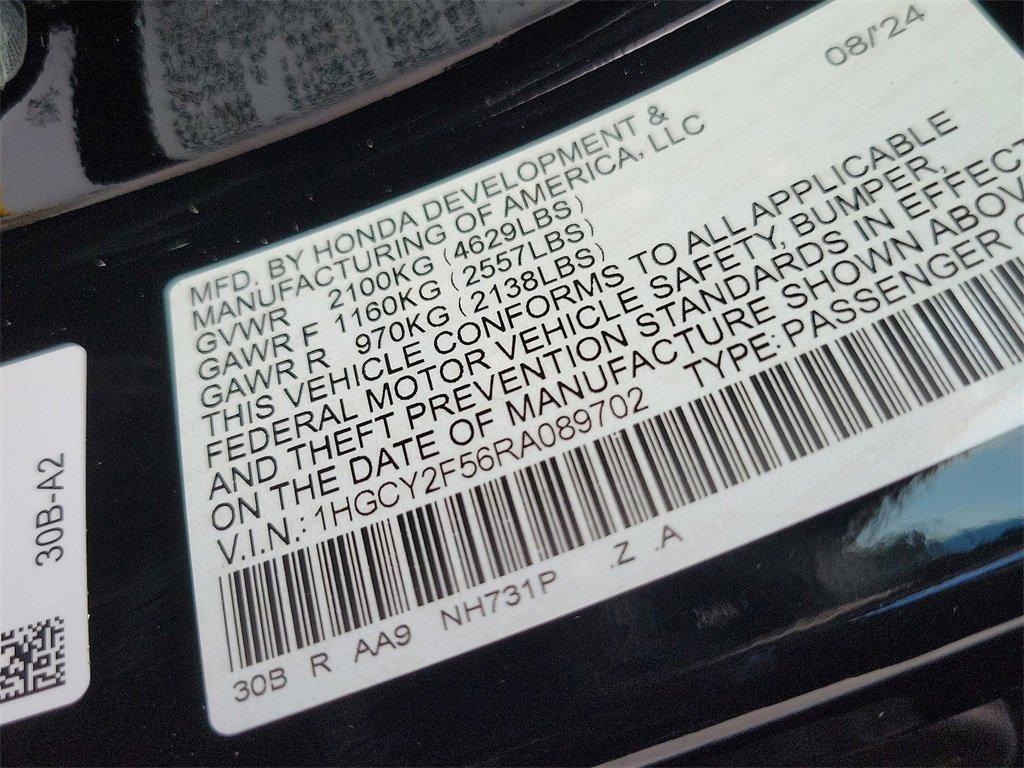 08/'24
MFD. BY HONDA DEVELOPMENT &
MANUFACTURING OF AMERICA, LLC
GVWR 2100KG (4629LBS)
GAWR F 1160KG (2557LBS)
GAWR R 970KG (2138LBS)
THIS VEHICLE CONFORMS TO ALL APPLICABLE
FEDERAL MOTOR VEHICLE SAFETY, BUMPER,
AND THEFT PREVENTION STANDARDS IN EFFECT
ON THE DATE OF MANUFACTURE SHOWN ABOV
V.I.N.: 1HGCY2F56RA089702 TYPE: PASSENGER
30B R AA9 NH731P .Z .A
30B-A2